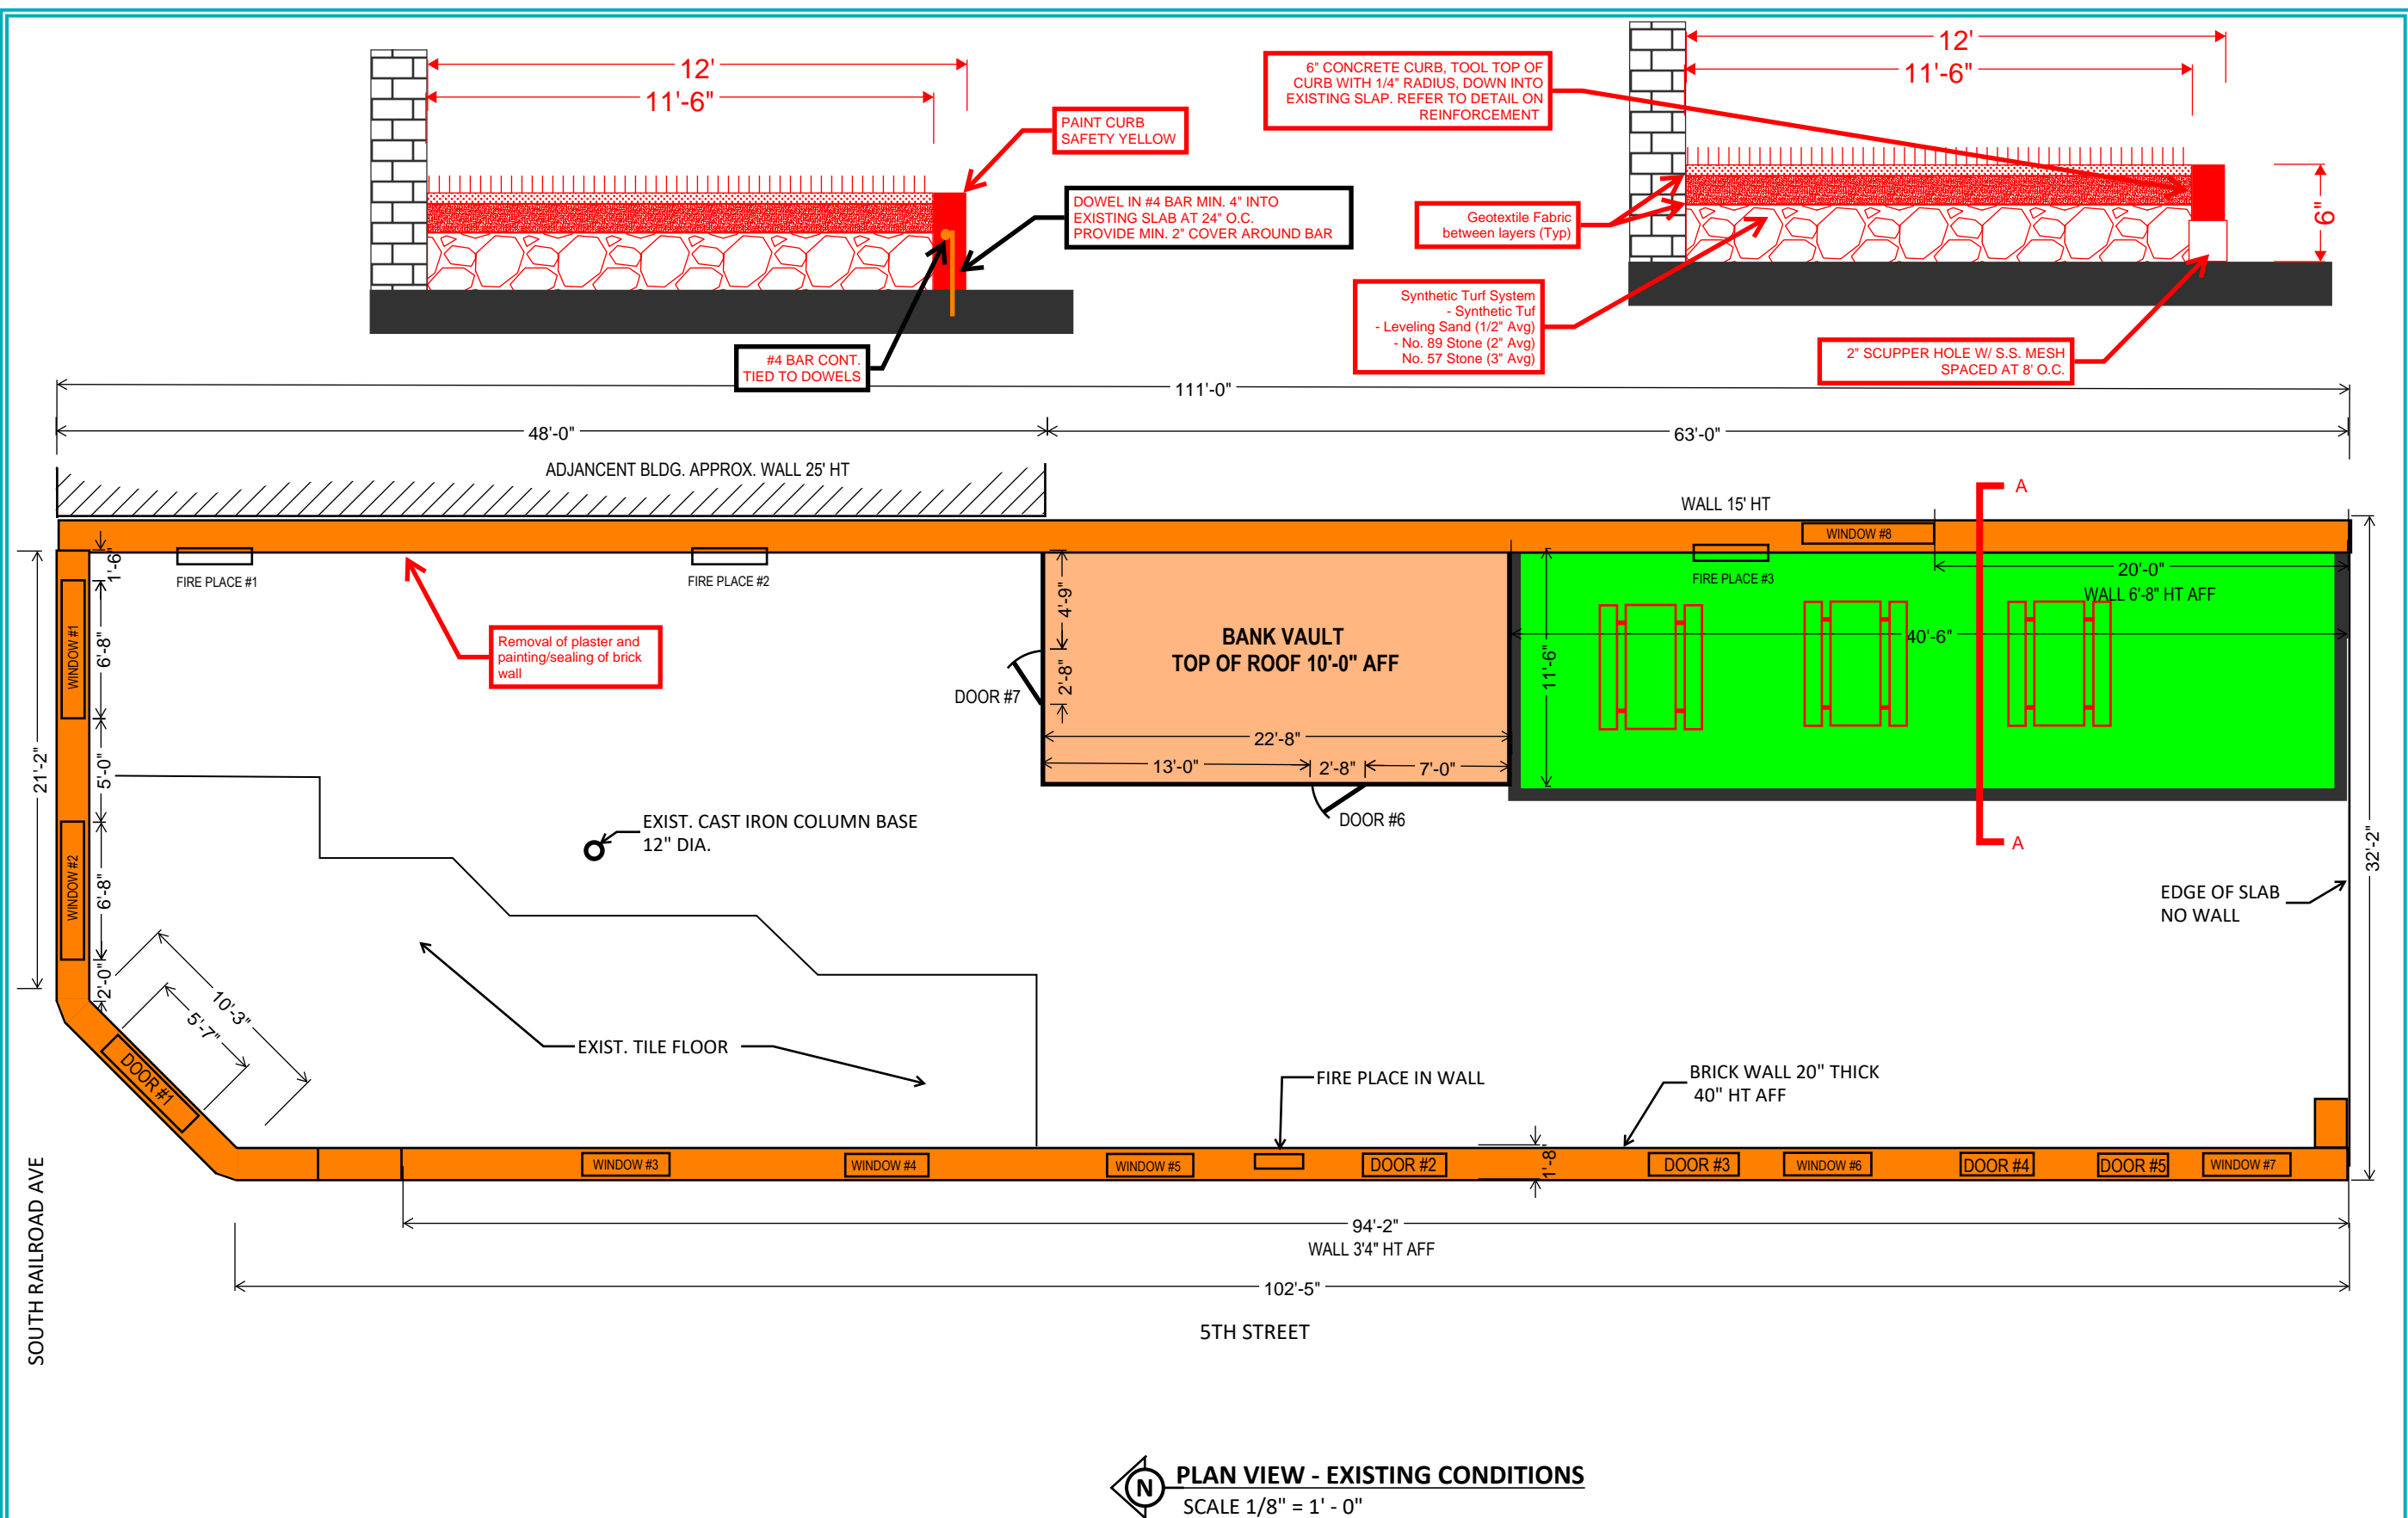 12'
11'-6"
PAINT CURB
SAFETY YELLOW
DOWEL IN #4 BAR MIN. 4" INTO
EXISTING SLAB AT 24" O.C.
PROVIDE MIN. 2" COVER AROUND BAR
#4 BAR CONT.
TIED TO DOWELS
6" CONCRETE CURB, TOOL TOP OF
CURB WITH 1/4" RADIUS, DOWN INTO
EXISTING SLAP. REFER TO DETAIL ON
REINFORCEMENT
12'
11'-6"
Geotextile Fabric
between layers (Typ)
6"
Synthetic Turf System
- Synthetic Tuf
- Leveling Sand (1/2" Avg)
- No. 89 Stone (2" Avg)
No. 57 Stone (3" Avg)
2" SCUPPER HOLE W/ S.S. MESH
SPACED AT 8' O.C.
111'-0"
48'-0"
63'-0"
ADJANCENT BLDG. APPROX. WALL 25' HT
WALL 15' HT
A
WINDOW #8
1'-6"
FIRE PLACE #1
FIRE PLACE #2
FIRE PLACE #3
20'-0"
WALL 6'-8" HT AFF
WINDOW #1
6'-8"
Removal of plaster and
painting/sealing of brick
wall
4'-9"
BANK VAULT
TOP OF ROOF 10'-0" AFF
2'-8"
DOOR #7
11'-6"
40'-6"
22'-8"
13'-0"
2'-8"
7'-0"
21'-2"
5'-0"
DOOR #6
EXIST. CAST IRON COLUMN BASE
12" DIA.
A
32'-2"
WINDOW #2
6'-8"
EDGE OF SLAB
NO WALL
2'-0"
10'-3"
5'-7"
DOOR #1
EXIST. TILE FLOOR
FIRE PLACE IN WALL
BRICK WALL 20" THICK
40" HT AFF
WINDOW #3
WINDOW #4
WINDOW #5
DOOR #2
1'-8"
DOOR #3
WINDOW #6
DOOR #4
DOOR #5
WINDOW #7
94'-2"
WALL 3'4" HT AFF
102'-5"
SOUTH RAILROAD AVE
5TH STREET
N
PLAN VIEW - EXISTING CONDITIONS
SCALE 1/8" = 1' - 0"